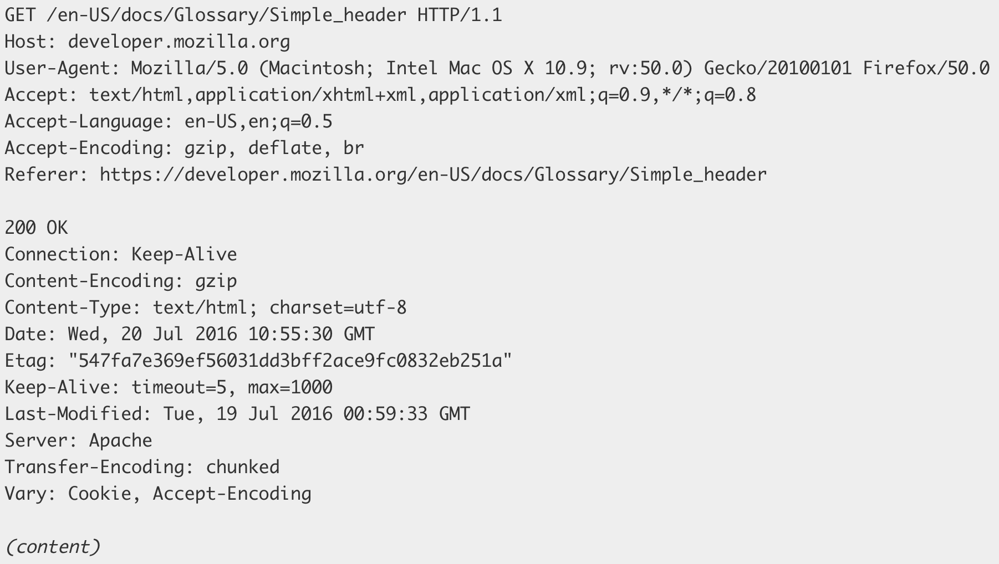 GET /en-US/docs/Glossary/Simple_header HTTP/1.1
Host: developer.mozilla.org
User-Agent: Mozilla/5.0 (Macintosh; Intel Mac OS X 10.9; rv:50.0) Gecko/20100101 Firefox/50.0
Accept: text/html,application/xhtml+xml,application/xml;q=0.9,*/*;q=0.8
Accept-Language: en-US,en;q=0.5
Accept-Encoding: gzip, deflate, br
Referer: https://developer.mozilla.org/en-US/docs/Glossary/Simple_header

200 OK
Connection: Keep-Alive
Content-Encoding: gzip
Content-Type: text/html; charset=utf-8
Date: Wed, 20 Jul 2016 10:55:30 GMT
Etag: "547fa7e369ef56031dd3bff2ace9fc0832eb251a"
Keep-Alive: timeout=5, max=1000
Last-Modified: Tue, 19 Jul 2016 00:59:33 GMT
Server: Apache
Transfer-Encoding: chunked
Vary: Cookie, Accept-Encoding

(content)